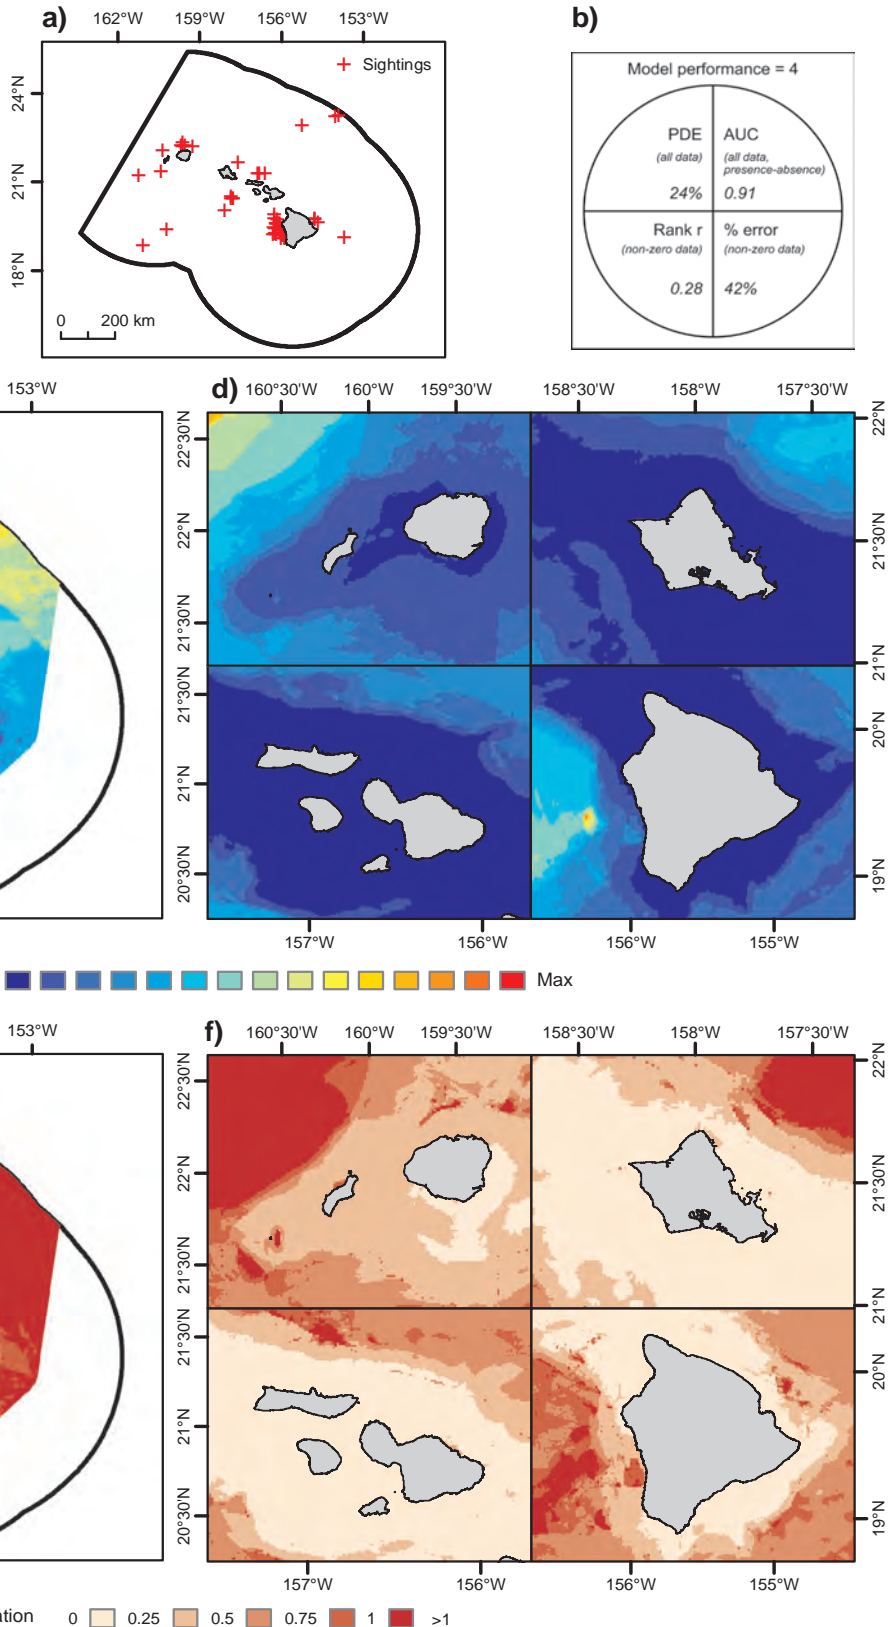 a)
162°W 159°W 156°W 153°W
24°N
21°N
18°N
Sightings
0 200 km
b)
Model performance = 4
PDE
(all data)
24%
AUC
(all data,
presence-absence)
0.91
Rank r
(non-zero data)
0.28
% error
(non-zero data)
42%
153°W
d)
160°30'W 160°W 159°30'W 158°30'W 158°W 157°30'W
22°30'N
22°N
21°30'N
22°N
21°30'N
21°N
21°30'N
21°N
20°30'N
20°N
19°N
157°W 156°W 156°W 155°W
Max
153°W
f)
160°30'W 160°W 159°30'W 158°30'W 158°W 157°30'W
22°30'N
22°N
21°30'N
22°N
21°30'N
21°N
21°30'N
21°N
20°30'N
20°N
19°N
157°W 156°W 156°W 155°W
ation 0 0.25 0.5 0.75 1 >1